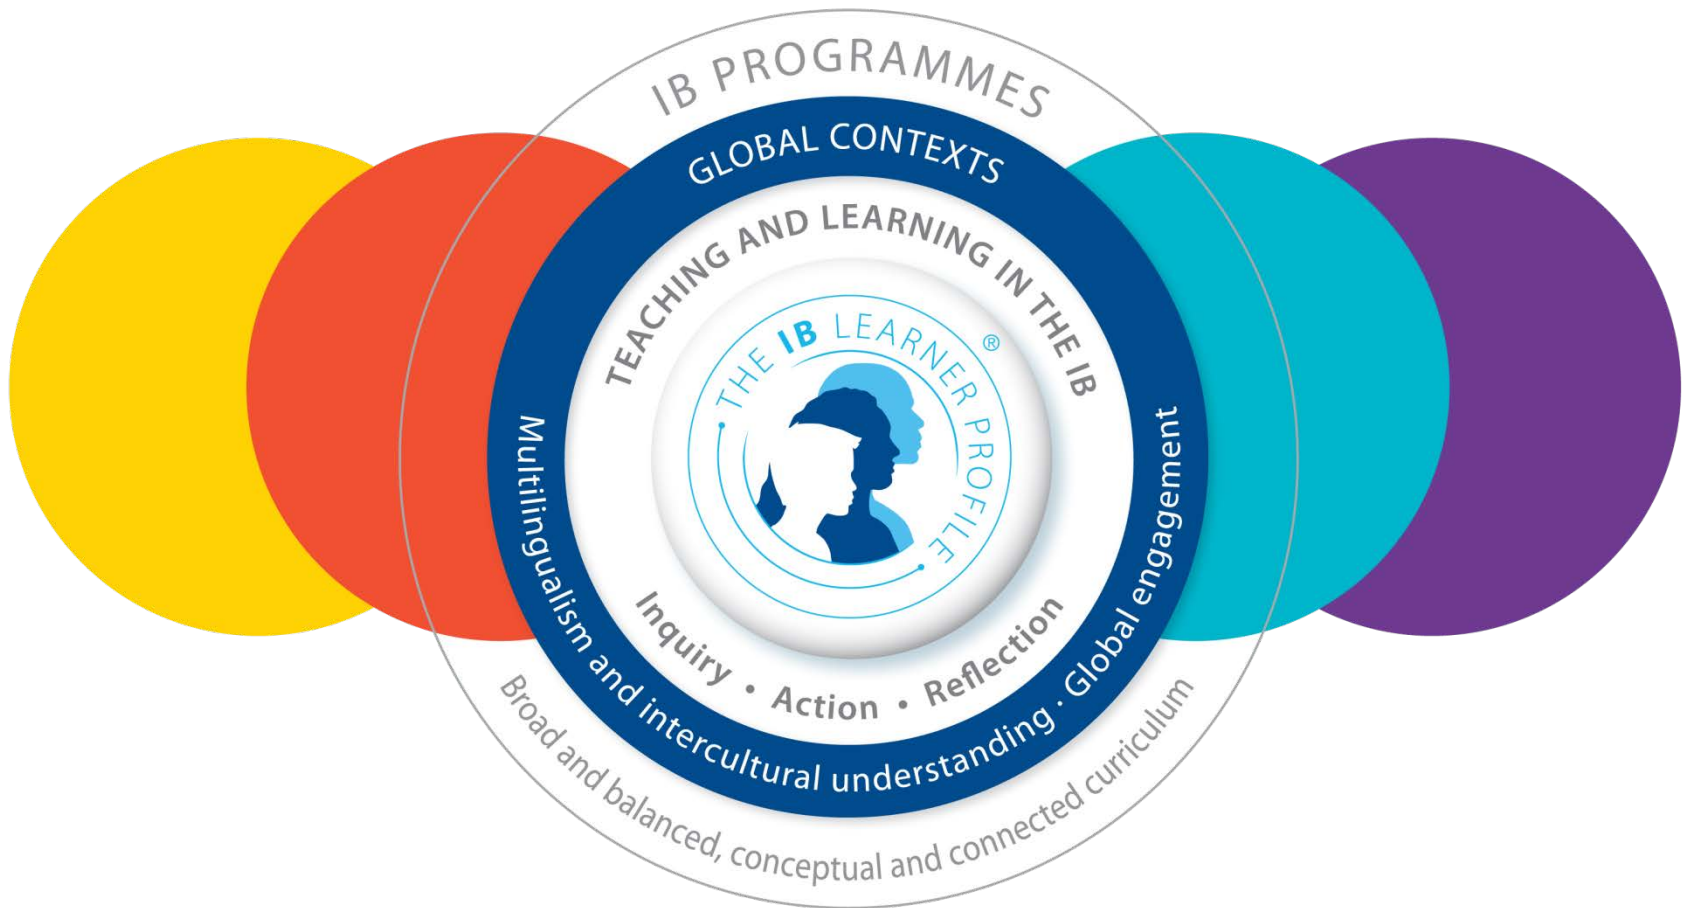 IB PROGRAMMES
GLOBAL CONTEXTS
TEACHING AND LEARNING IN THE IB
THE IB LEARNER PROFILE ®
Inquiry • Action • Reflection
Multilingualism and intercultural understanding • Global engagement
Broad and balanced, conceptual and connected curriculum